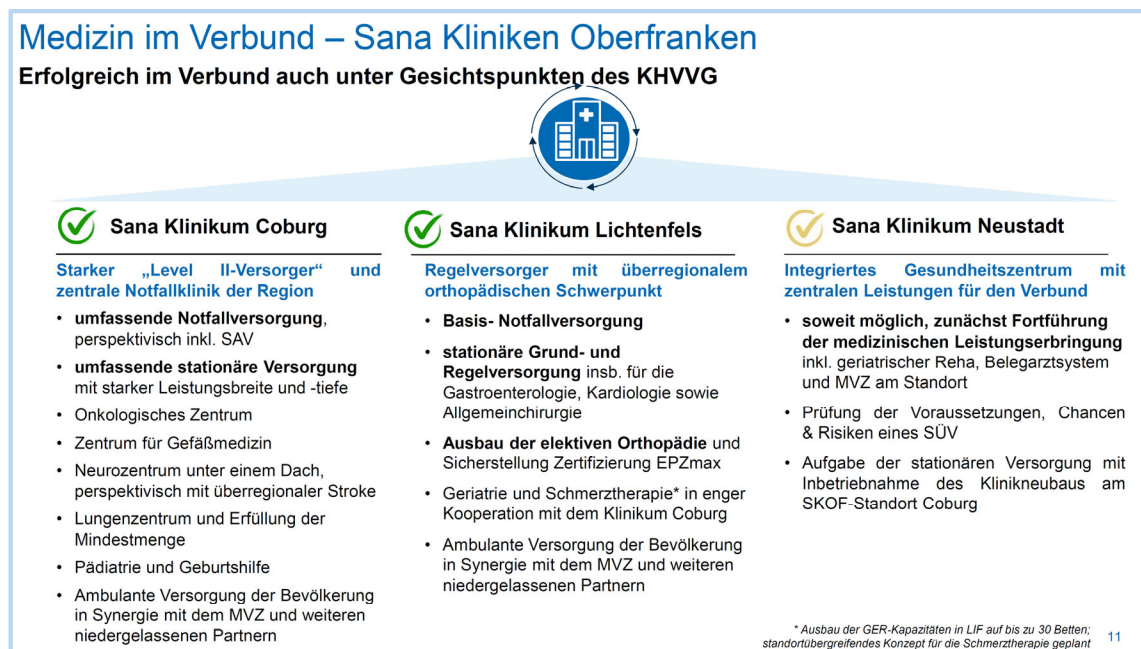 Medizin im Verbund – Sana Kliniken Oberfranken
Erfolgreich im Verbund auch unter Gesichtspunkten des KHVVG
Sana Klinikum Coburg
Starker „Level II-Versorger“ und
zentrale Notfallklinik der Region
• umfassende Notfallversorgung,
perspektivisch inkl. SAV
• umfassende stationäre Versorgung
mit starker Leistungsbreite und -tiefe
• Onkologisches Zentrum
• Zentrum für Gefäßmedizin
• Neurozentrum unter einem Dach,
perspektivisch mit überregionaler Stroke
• Lungenzentrum und Erfüllung der
Mindestmenge
• Pädiatrie und Geburtshilfe
• Ambulante Versorgung der Bevölkerung
in Synergie mit dem MVZ und weiteren
niedergelassenen Partnern
Sana Klinikum Lichtenfels
Regelversorger mit überregionalem
orthopädischen Schwerpunkt
• Basis- Notfallversorgung
• stationäre Grund- und
Regelversorgung insb. für die
Gastroenterologie, Kardiologie sowie
Allgemeinchirurgie
• Ausbau der elektiven Orthopädie und
Sicherstellung Zertifizierung EPZmax
• Geriatrie und Schmerztherapie* in enger
Kooperation mit dem Klinikum Coburg
• Ambulante Versorgung der Bevölkerung
in Synergie mit dem MVZ und weiteren
niedergelassenen Partnern
Sana Klinikum Neustadt
Integriertes Gesundheitszentrum mit
zentralen Leistungen für den Verbund
• soweit möglich, zunächst Fortführung
der medizinischen Leistungserbringung
inkl. geriatrischer Reha, Belegarztsystem
und MVZ am Standort
• Prüfung der Voraussetzungen, Chancen
& Risiken eines SÜV
• Aufgabe der stationären Versorgung mit
Inbetriebnahme des Klinikneubaus am
SKOF-Standort Coburg
* Ausbau der GER-Kapazitäten in LIF auf bis zu 30 Betten;
standortübergreifendes Konzept für die Schmerztherapie geplant
11